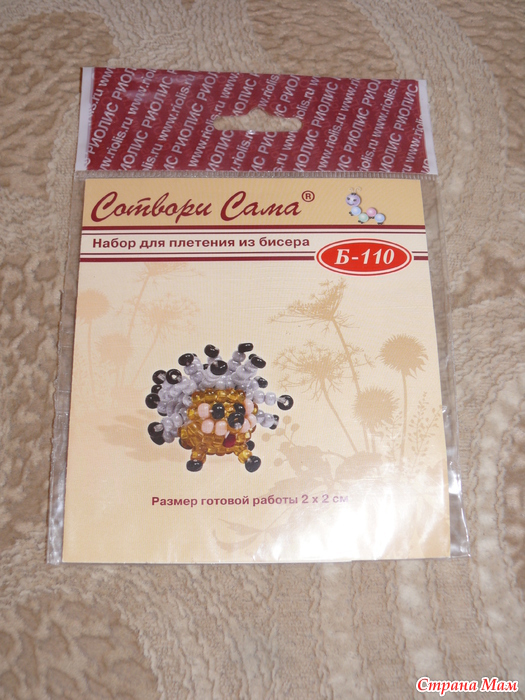 www.riolis.ru РИОЛИС
Сотвори Сама®
Набор для плетения из бисера
Б-110
Размер готовой работы 2 х 2 см
Страна Мам